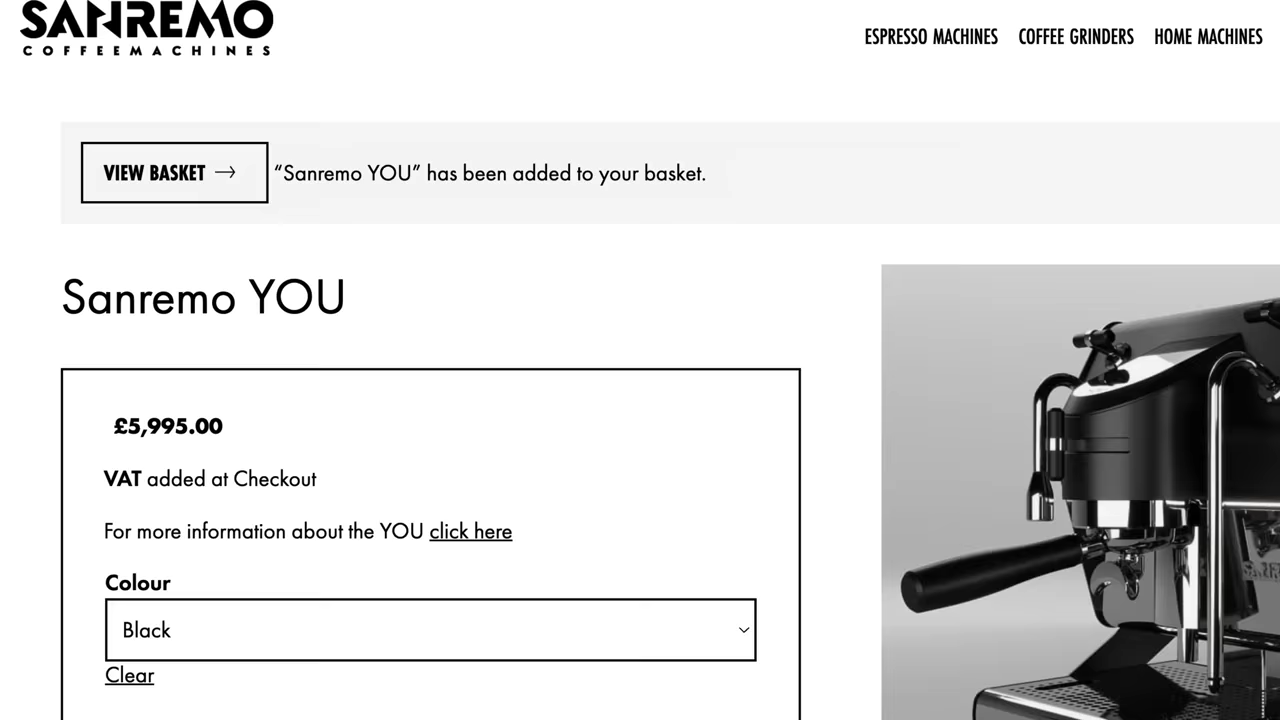 SANREMO
COFFEEMACHINES
ESPRESSO MACHINES COFFEE GRINDERS HOME MACHINES
VIEW BASKET → “Sanremo YOU” has been added to your basket.
Sanremo YOU
£5,995.00
VAT added at Checkout
For more information about the YOU click here
Colour
Black
Clear